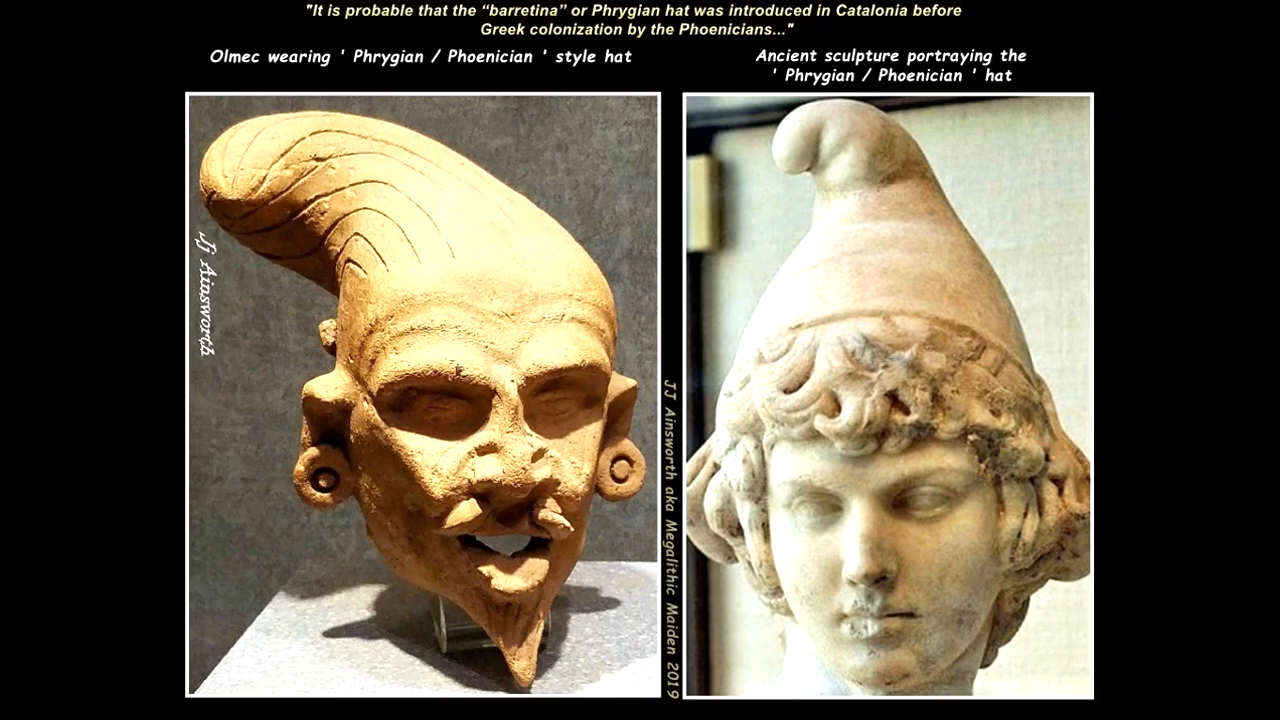 "It is probable that the “barretina” or Phrygian hat was introduced in Catalonia before
Greek colonization by the Phoenicians..."
Olmec wearing ' Phrygian / Phoenician ' style hat
Ancient sculpture portraying the
' Phrygian / Phoenician ' hat
Jj Ainsworth
JJ Ainsworth aka Megalithic Maiden 2019